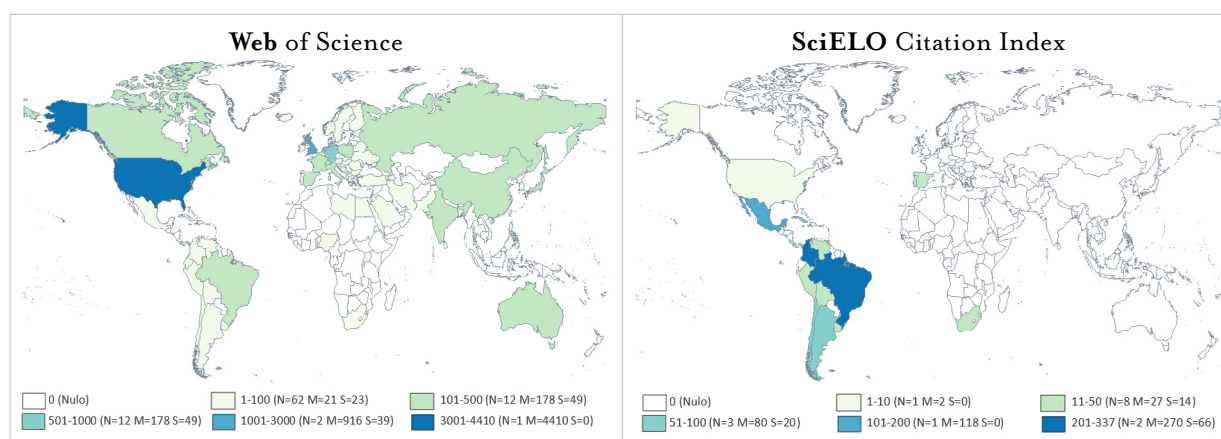 Web of Science
0 (Nulo)
1-100 (N=62 M=21 S=23)
101-500 (N=12 M=178 S=49)
501-1000 (N=12 M=178 S=49)
1001-3000 (N=2 M=916 S=39)
3001-4410 (N=1 M=4410 S=0)
SciELO Citation Index
0 (Nulo)
1-10 (N=1 M=2 S=0)
11-50 (N=8 M=27 S=14)
51-100 (N=3 M=80 S=20)
101-200 (N=1 M=118 S=0)
201-337 (N=2 M=270 S=66)